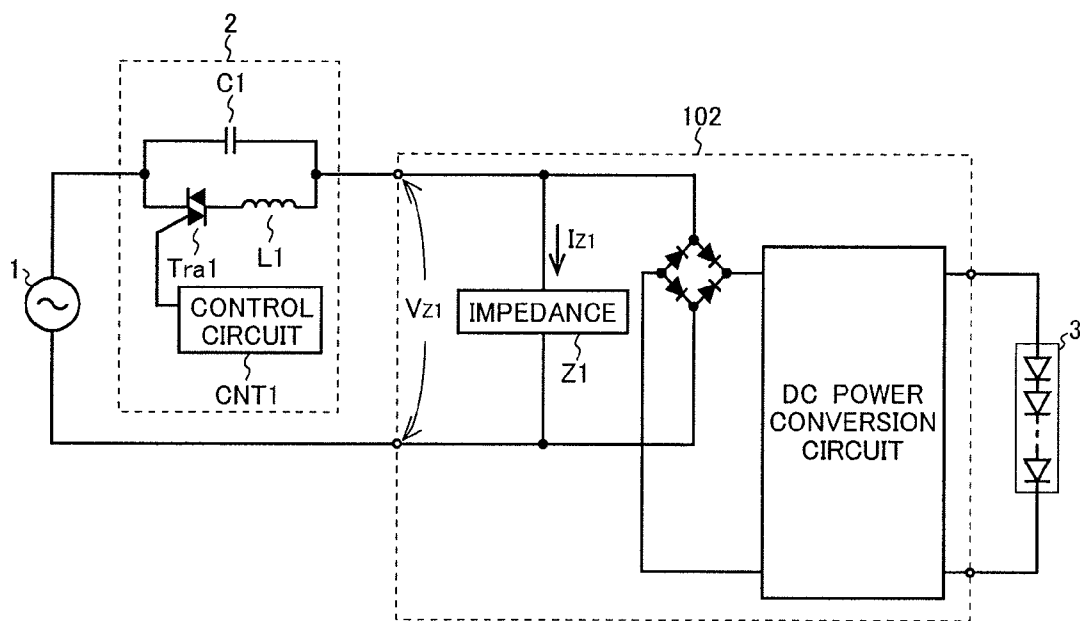 2
C1
102
Tra1
L1
1
CONTROL
CIRCUIT
CNT1
VZ1
IZ1
IMPEDANCE
Z1
DC POWER
CONVERSION
CIRCUIT
3